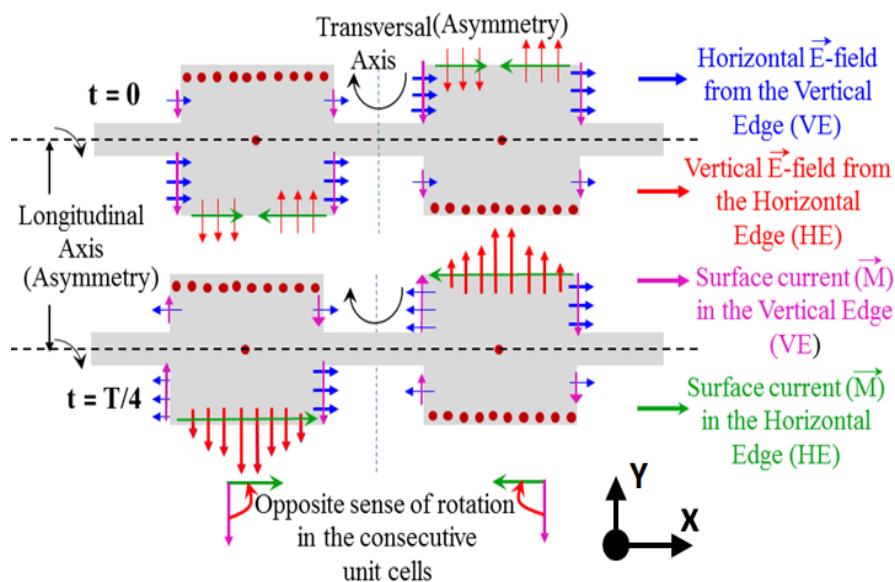 Transversal(Asymmetry)
Axis
t = 0
Longitudinal
Axis
(Asymmetry)
t = T/4
Horizontal E-field
from the Vertical
Edge (VE)
Vertical E-field from
the Horizontal
Edge (HE)
Surface current (M)
in the Vertical Edge
(VE)
Surface current (M)
in the Horizontal
Edge (HE)
Opposite sense of rotation
in the consecutive
unit cells
Y
X